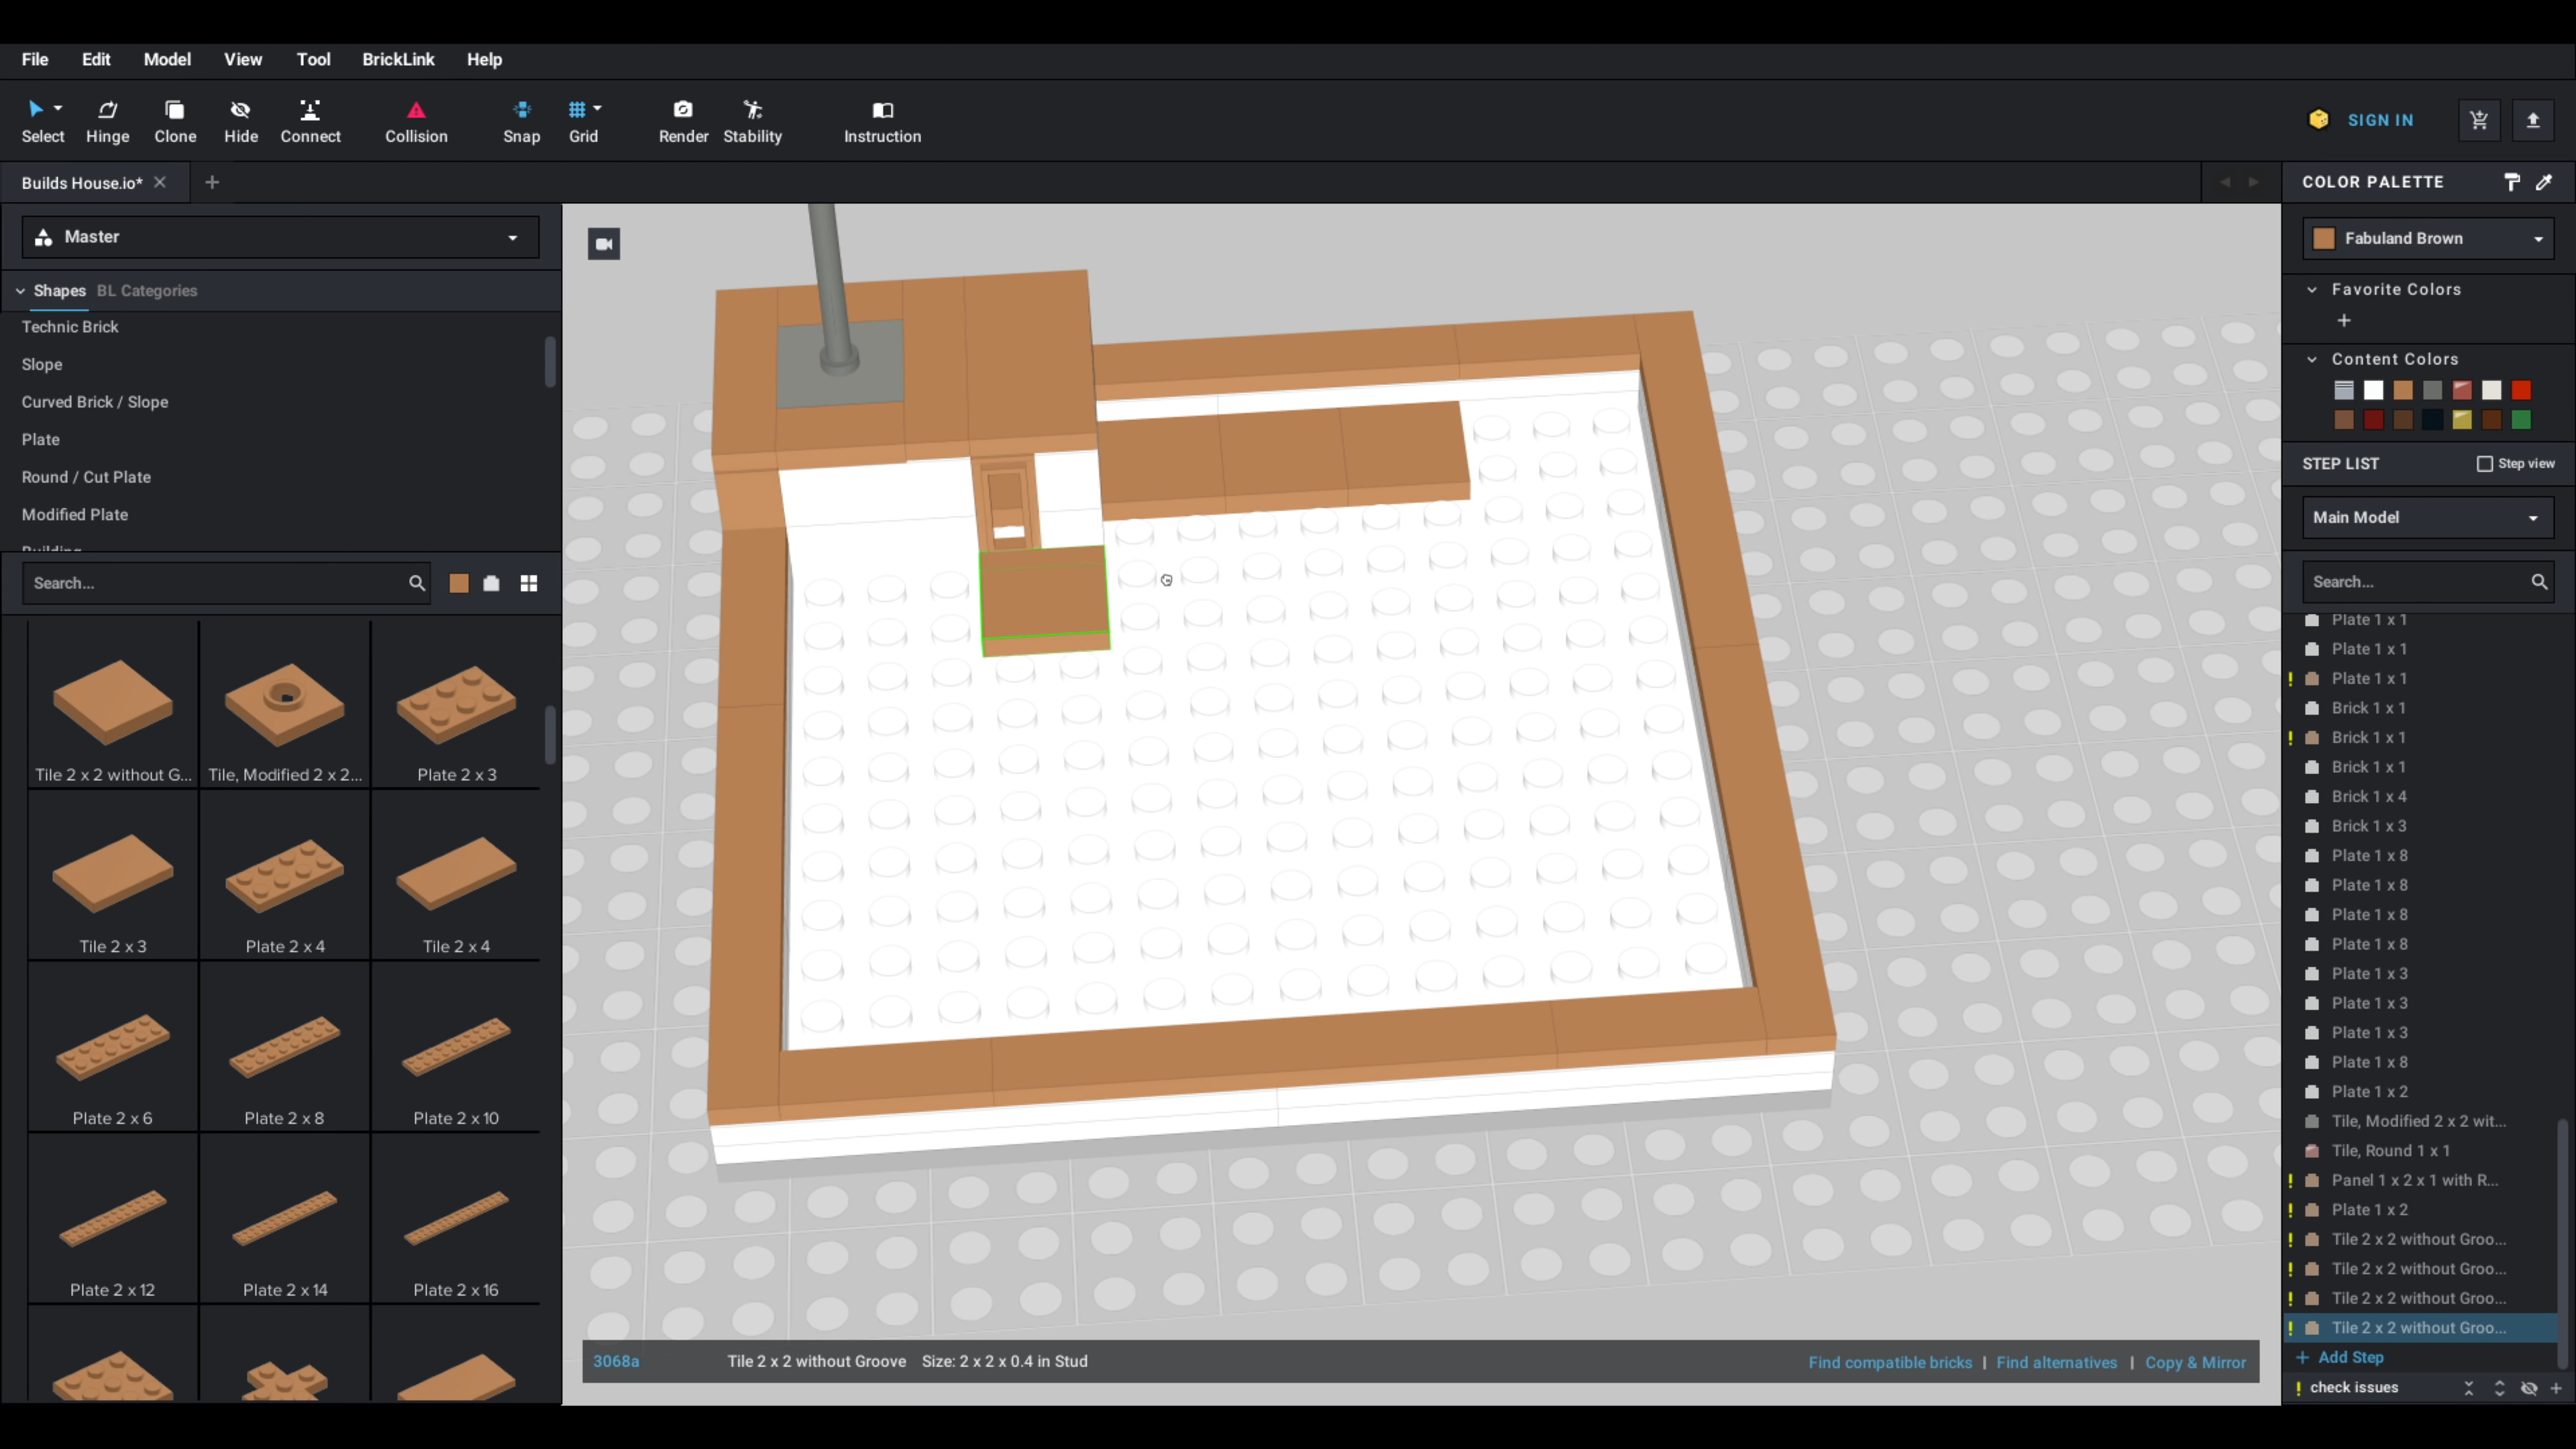 File Edit Model View Tool BrickLink Help
Select Hinge Clone Hide Connect Collision Snap Grid Render Stability Instruction
SIGN IN
Builds House.io*
Master
Shapes BL Categories
Technic Brick
Slope
Curved Brick / Slope
Plate
Round / Cut Plate
Modified Plate
Search...
Tile 2 x 2 without G... Tile, Modified 2 x 2... Plate 2 x 3
Tile 2 x 3 Plate 2 x 4 Tile 2 x 4
Plate 2 x 6 Plate 2 x 8 Plate 2 x 10
Plate 2 x 12 Plate 2 x 14 Plate 2 x 16
3068a Tile 2 x 2 without Groove Size: 2 x 2 x 0.4 in Stud
Find compatible bricks | Find alternatives | Copy & Mirror
COLOR PALETTE
Fabuland Brown
Favorite Colors
Content Colors
STEP LIST Step view
Main Model
Search...
Plate 1 x 1
Plate 1 x 1
Plate 1 x 1
Brick 1 x 1
Brick 1 x 1
Brick 1 x 1
Brick 1 x 4
Brick 1 x 3
Plate 1 x 8
Plate 1 x 8
Plate 1 x 8
Plate 1 x 8
Plate 1 x 3
Plate 1 x 3
Plate 1 x 3
Plate 1 x 8
Plate 1 x 2
Tile, Modified 2 x 2 wit...
Tile, Round 1 x 1
Panel 1 x 2 x 1 with R...
Plate 1 x 2
Tile 2 x 2 without Groo...
Tile 2 x 2 without Groo...
Tile 2 x 2 without Groo...
Tile 2 x 2 without Groo...
+ Add Step
! check issues